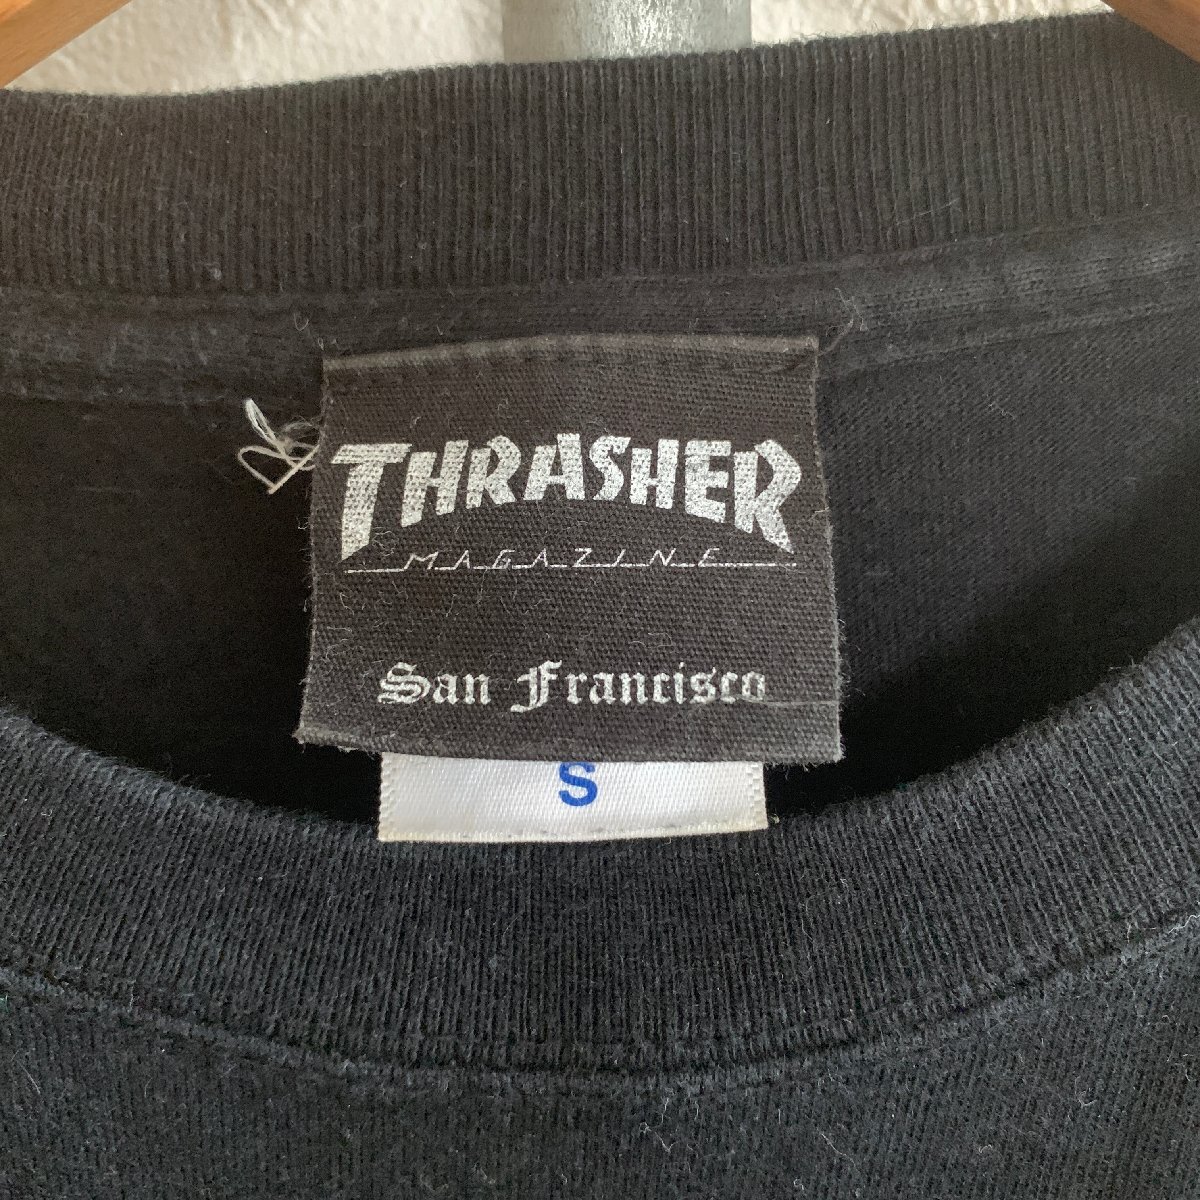 THRASHER
MAGAZINE
San Francisco
S